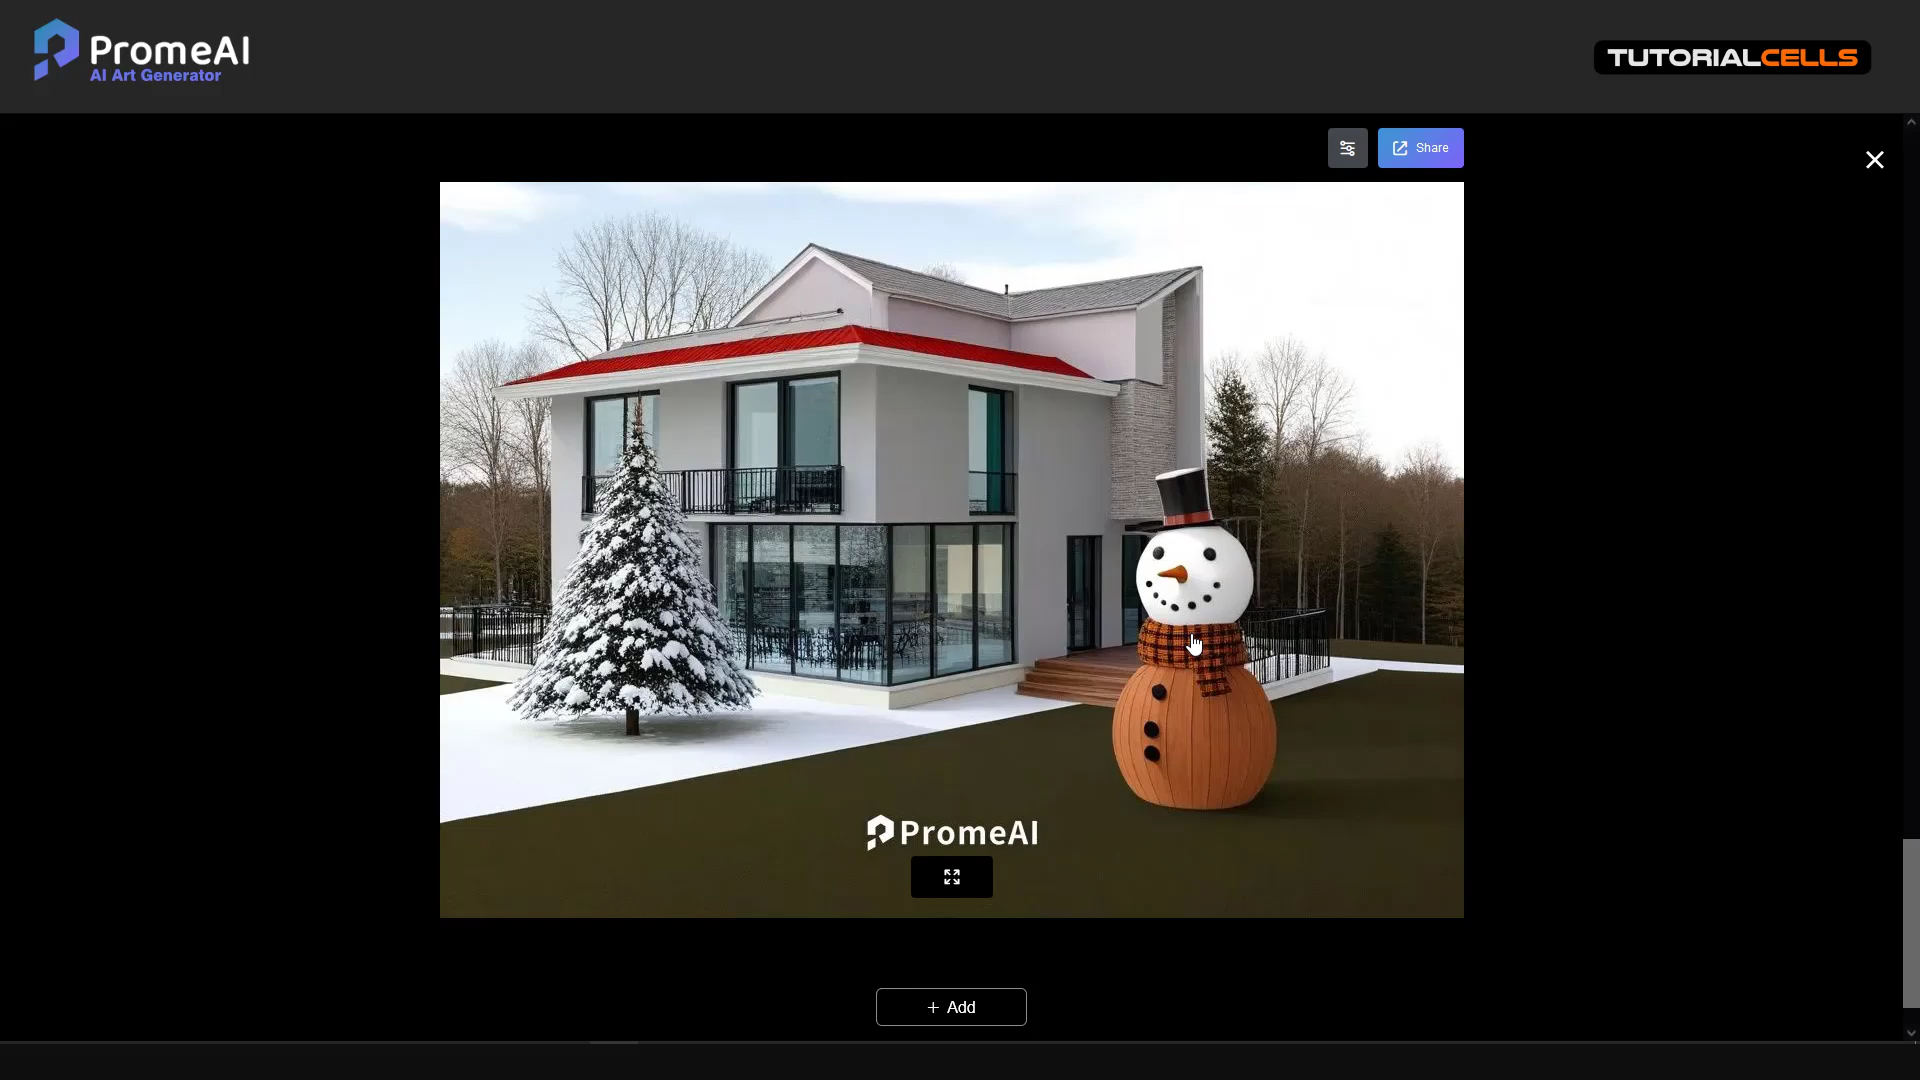 PromeAI
AI Art Generator
TUTORIALCELLS
Share
PromeAI
+ Add